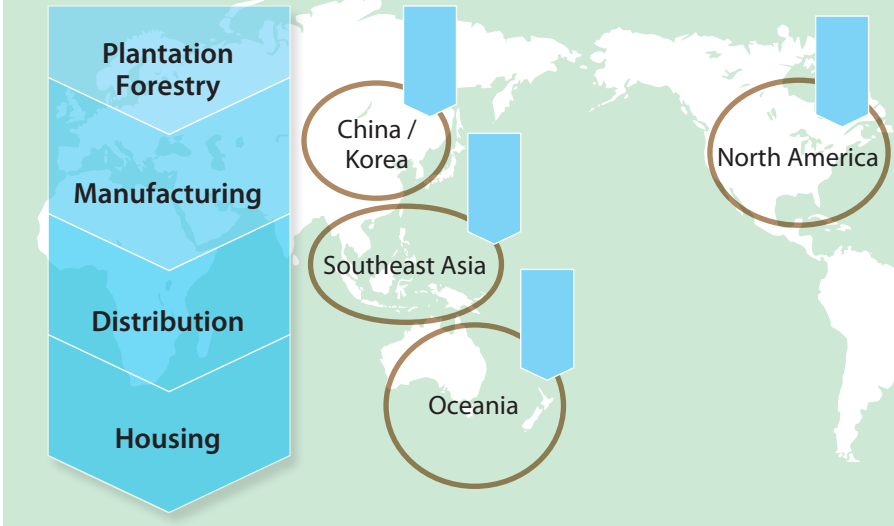 Plantation
Forestry
Manufacturing
Distribution
Housing
China /
Korea
Southeast Asia
Oceania
North America